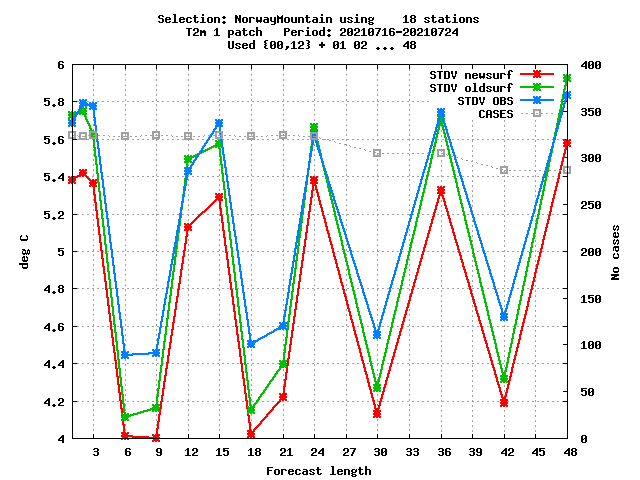 Selection: NorwayMountain using    18 stations
T2m 1 patch   Period: 20210716-20210724
Used {00,12} + 01 02 ... 48
STDV newsurf
STDV oldsurf
STDV OBS
CASES
6
5.8
5.6
5.4
5.2
5
4.8
4.6
4.4
4.2
4
deg C
400
350
300
250
200
150
100
50
0
No cases
3 6 9 12 15 18 21 24 27 30 33 36 39 42 45 48
Forecast length